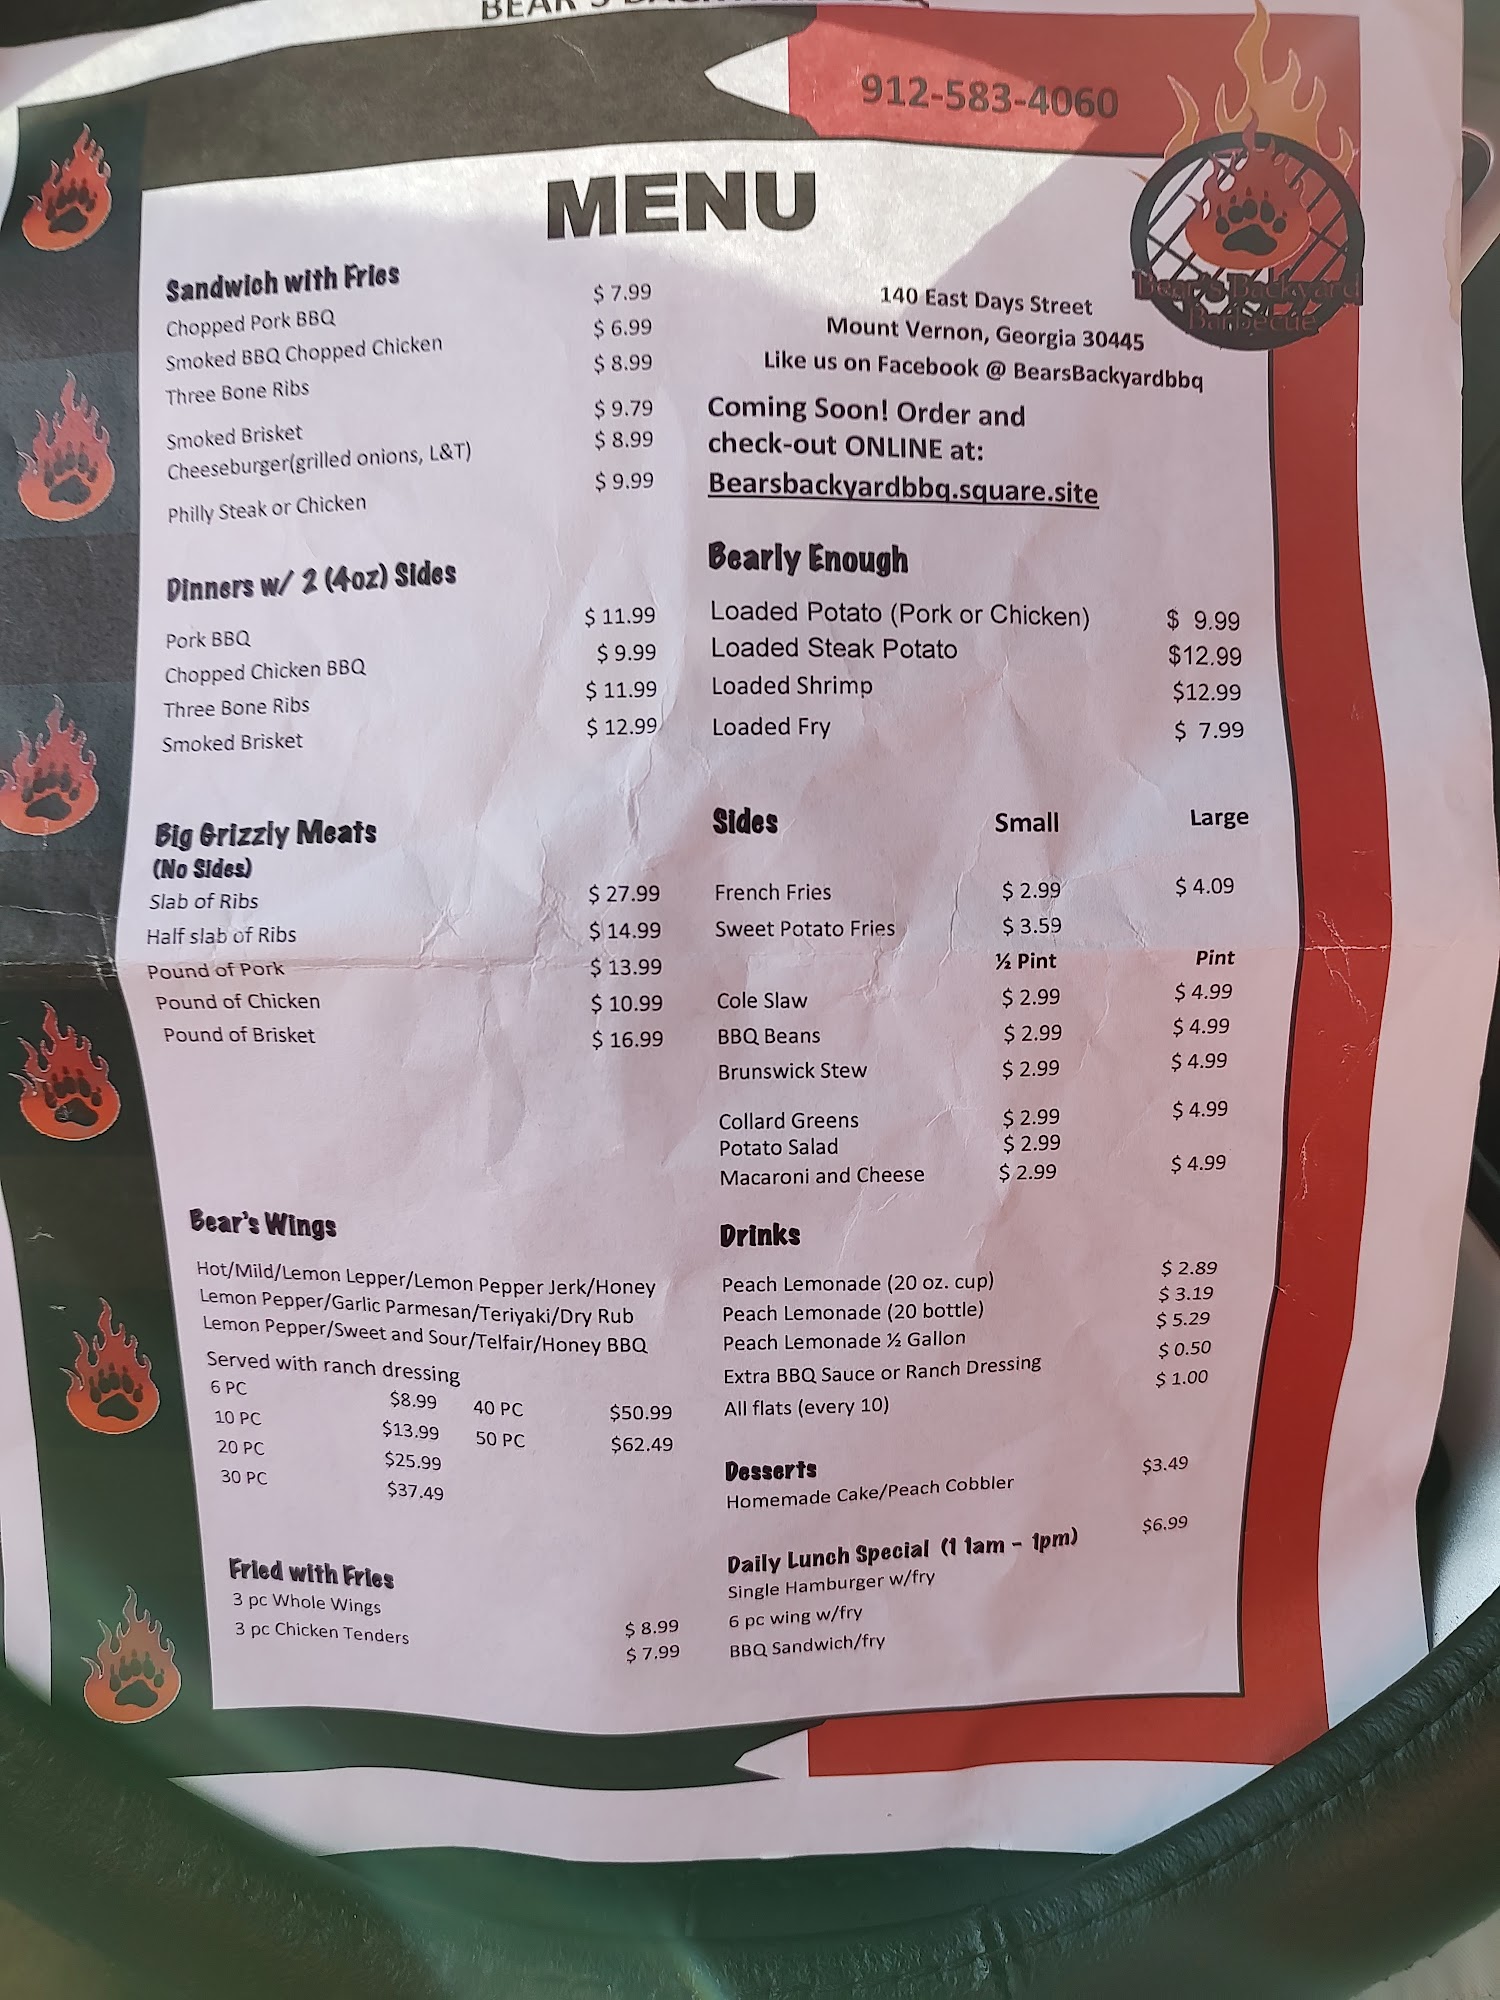 BEAR'S BACKYARD BBQ
912-583-4060
MENU
Bear's Backyard
Barbecue
140 East Days Street
Mount Vernon, Georgia 30445
Like us on Facebook @ BearsBackyardbbq
Coming Soon! Order and
check-out ONLINE at:
Bearsbackyardbbq.square.site
Sandwich with Fries
Chopped Pork BBQ $ 7.99
Smoked BBQ Chopped Chicken $ 6.99
Three Bone Ribs $ 8.99
Smoked Brisket $ 9.79
Cheeseburger(grilled onions, L&T) $ 8.99
Philly Steak or Chicken $ 9.99
Dinners w/ 2 (4oz) Sides
Pork BBQ $ 11.99
Chopped Chicken BBQ $ 9.99
Three Bone Ribs $ 11.99
Smoked Brisket $ 12.99
Big Grizzly Meats
(No Sides)
Slab of Ribs $ 27.99
Half slab of Ribs $ 14.99
Pound of Pork $ 13.99
Pound of Chicken $ 10.99
Pound of Brisket $ 16.99
Bear's Wings
Hot/Mild/Lemon Lepper/Lemon Pepper Jerk/Honey
Lemon Pepper/Garlic Parmesan/Teriyaki/Dry Rub
Lemon Pepper/Sweet and Sour/Telfair/Honey BBQ
Served with ranch dressing
6 PC $8.99 40 PC $50.99
10 PC $13.99 50 PC $62.49
20 PC $25.99
30 PC $37.49
Fried with Fries
3 pc Whole Wings $ 8.99
3 pc Chicken Tenders $ 7.99
Bearly Enough
Loaded Potato (Pork or Chicken) $ 9.99
Loaded Steak Potato $12.99
Loaded Shrimp $12.99
Loaded Fry $ 7.99
Sides Small Large
French Fries $ 2.99 $ 4.09
Sweet Potato Fries $ 3.59
½ Pint Pint
Cole Slaw $ 2.99 $ 4.99
BBQ Beans $ 2.99 $ 4.99
Brunswick Stew $ 2.99 $ 4.99
Collard Greens $ 2.99 $ 4.99
Potato Salad $ 2.99
Macaroni and Cheese $ 2.99 $ 4.99
Drinks
Peach Lemonade (20 oz. cup) $ 2.89
Peach Lemonade (20 bottle) $ 3.19
Peach Lemonade ½ Gallon $ 5.29
Extra BBQ Sauce or Ranch Dressing $ 0.50
All flats (every 10) $ 1.00
Desserts
Homemade Cake/Peach Cobbler $3.49
Daily Lunch Special (11am - 1pm) $6.99
Single Hamburger w/fry
6 pc wing w/fry
BBQ Sandwich/fry